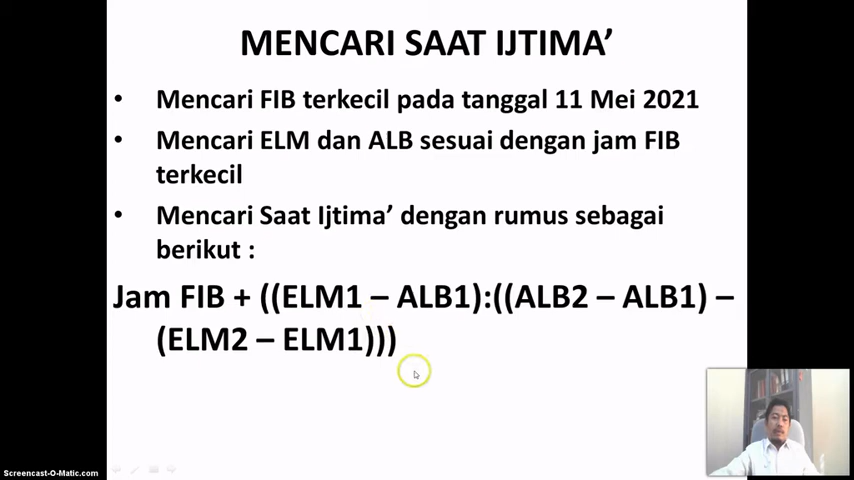 MENCARI SAAT IJTIMA’
• Mencari FIB terkecil pada tanggal 11 Mei 2021
• Mencari ELM dan ALB sesuai dengan jam FIB
terkecil
• Mencari Saat Ijtima’ dengan rumus sebagai
berikut :
Jam FIB + ((ELM1 – ALB1):((ALB2 – ALB1) –
(ELM2 – ELM1)))
Screencast-O-Matic.com